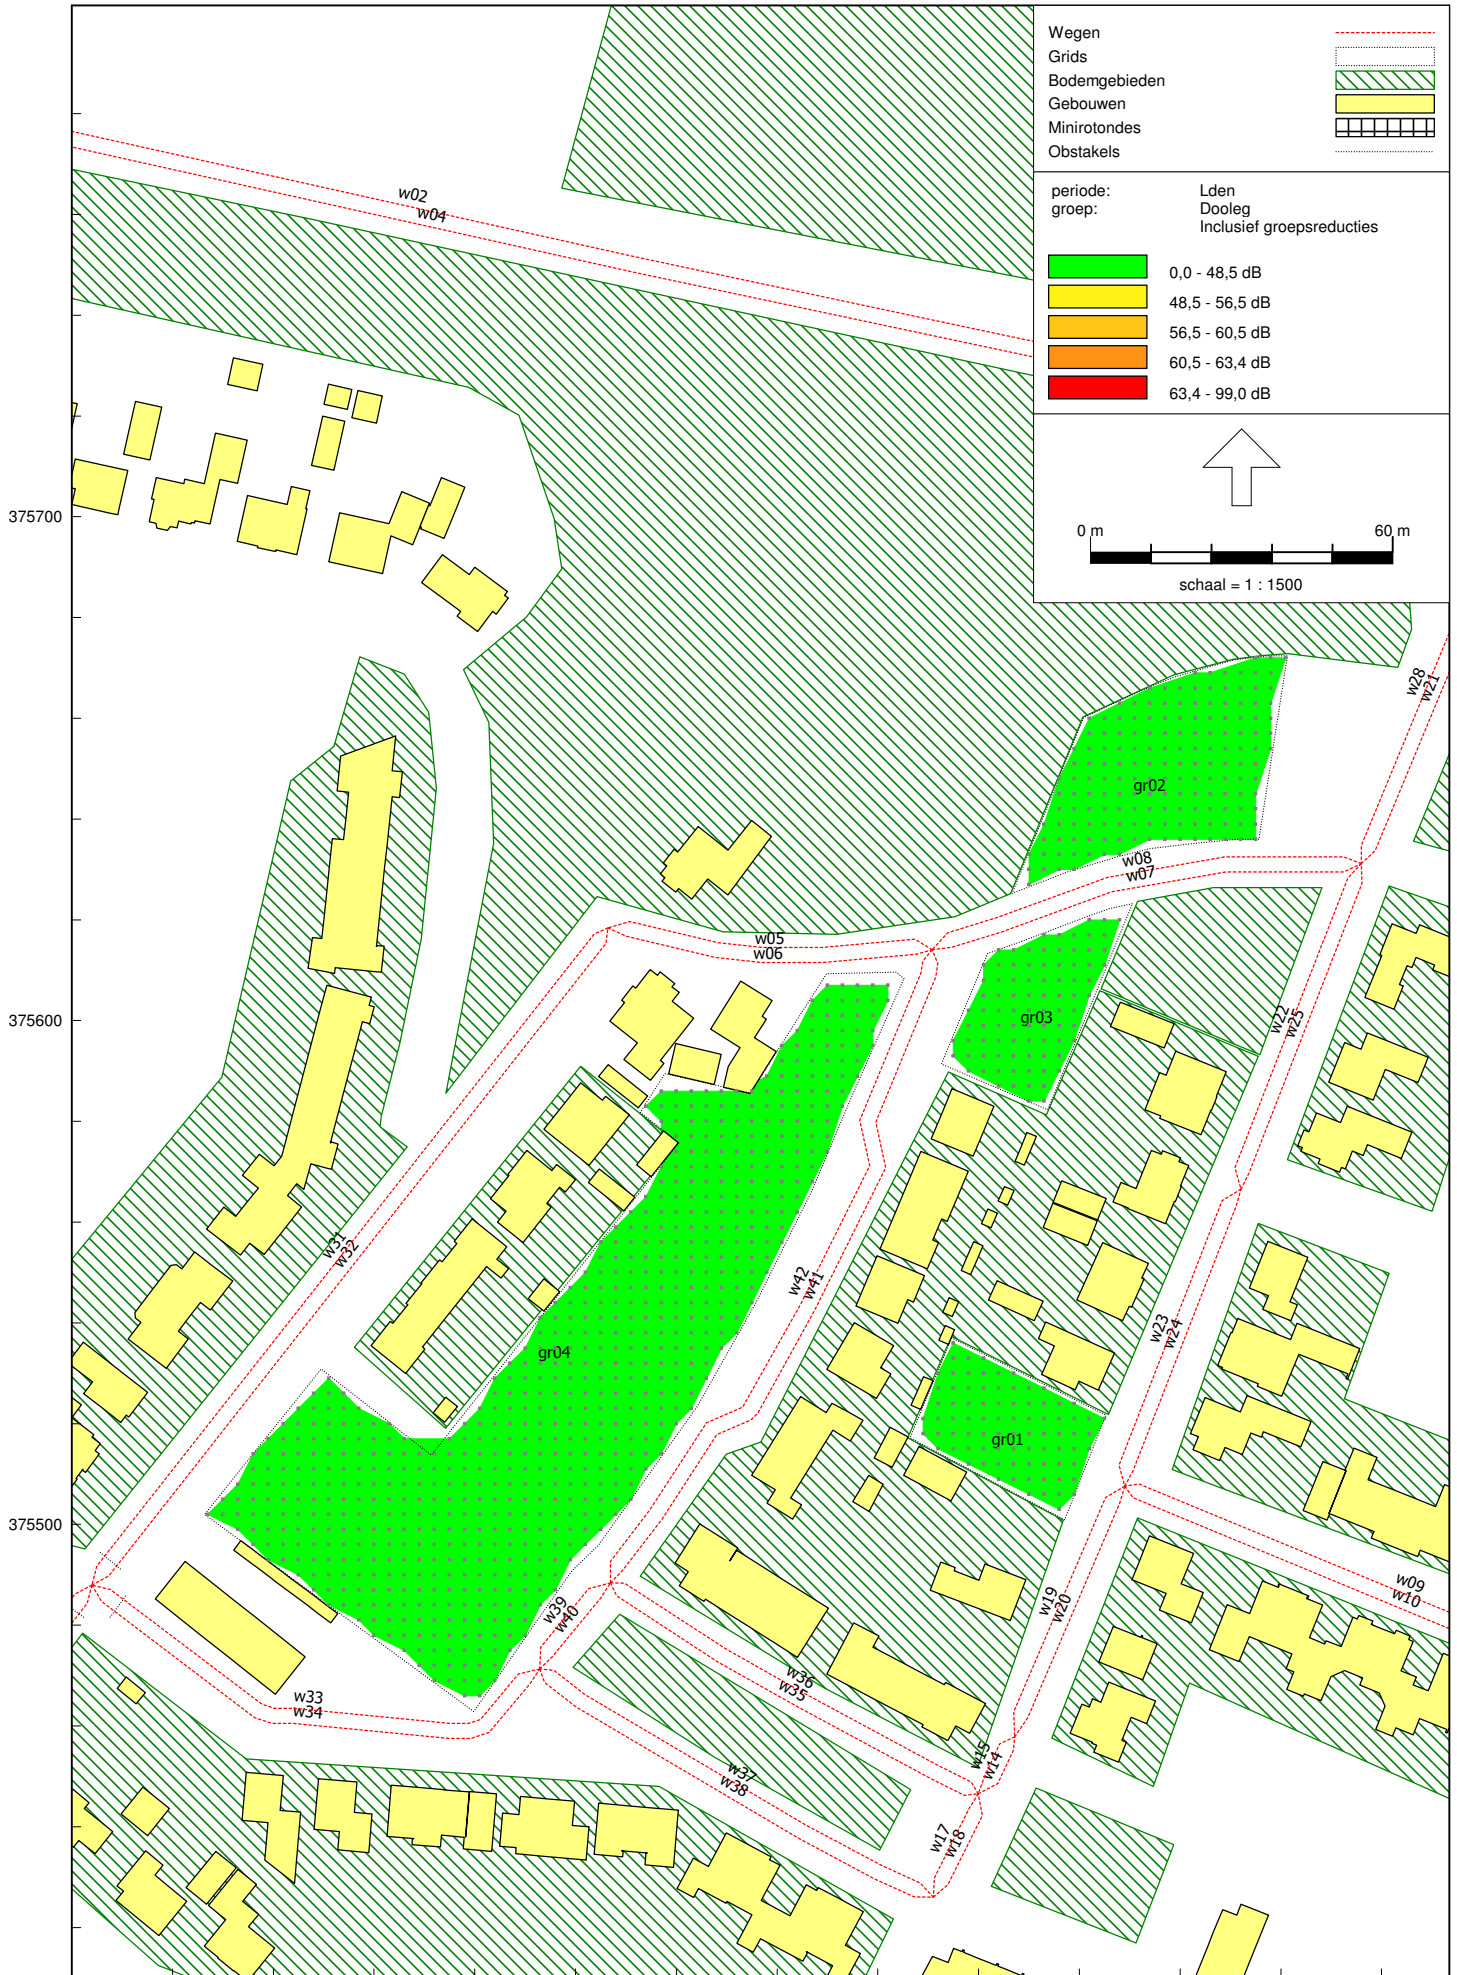 Wegen
Grids
Bodemgebieden
Gebouwen
Minirotondes
Obstakels
periode: Lden
groep: Dooleg
Inclusief groepsreducties
0,0 - 48,5 dB
48,5 - 56,5 dB
56,5 - 60,5 dB
60,5 - 63,4 dB
63,4 - 99,0 dB
0 m 60 m
schaal = 1 : 1500
w02
w04
375700
w28
w21
gr02
w08
w07
w05
w06
gr03
375600
w22
w25
w31
w32
w42
w41
w23
w24
gr04
gr01
375500
w09
w10
w39
w40
w19
w20
w36
w35
w33
w34
w15
w14
w37
w38
w17
w18